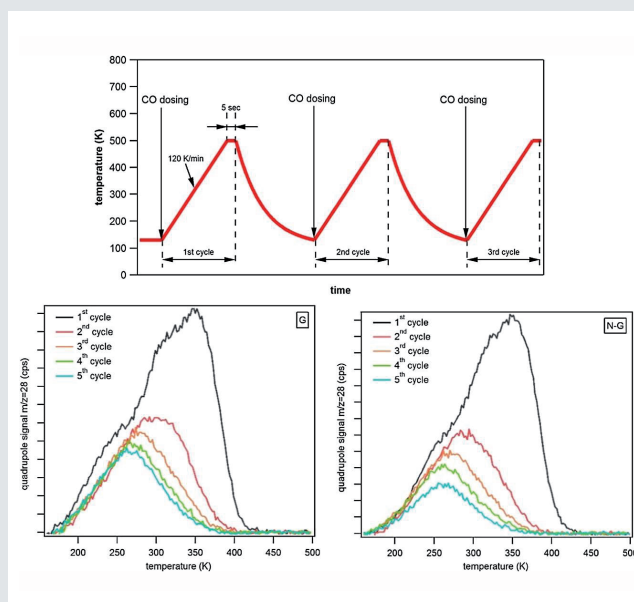 800
700
600
500
400
300
200
100
0
temperature (K)
CO dosing
CO dosing
CO dosing
5 sec
120 K/min
1st cycle
2nd cycle
3rd cycle
time
1st cycle
2nd cycle
3rd cycle
4th cycle
5th cycle
G
quadrupole signal m/z=28 (cps)
200
250
300
350
400
450
500
temperature (K)
1st cycle
2nd cycle
3rd cycle
4th cycle
5th cycle
N-G
quadrupole signal m/z=28 (cps)
200
250
300
350
400
450
500
temperature (K)